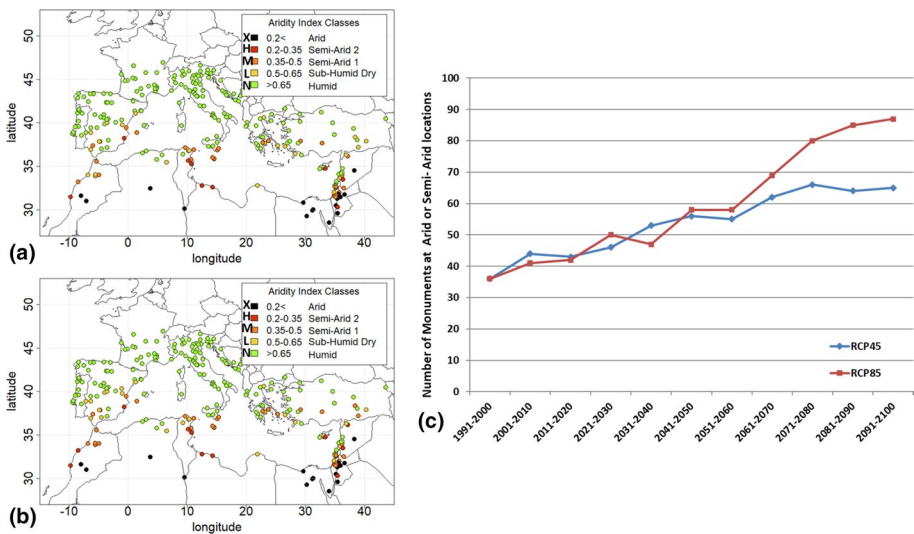 Aridity Index Classes
X 0.2< Arid
H 0.2-0.35 Semi-Arid 2
M 0.35-0.5 Semi-Arid 1
L 0.5-0.65 Sub-Humid Dry
N >0.65 Humid
latitude
50
45
40
35
30
-10 0 10 20 30 40
longitude
(a)
Aridity Index Classes
X 0.2< Arid
H 0.2-0.35 Semi-Arid 2
M 0.35-0.5 Semi-Arid 1
L 0.5-0.65 Sub-Humid Dry
N >0.65 Humid
latitude
50
45
40
35
30
-10 0 10 20 30 40
longitude
(b)
Number of Monuments at Arid or Semi- Arid locations
100
90
80
70
60
50
40
30
20
10
0
RCP45
RCP85
1991-2000 2001-2010 2011-2020 2021-2030 2031-2040 2041-2050 2051-2060 2061-2070 2071-2080 2081-2090 2091-2100
(c)